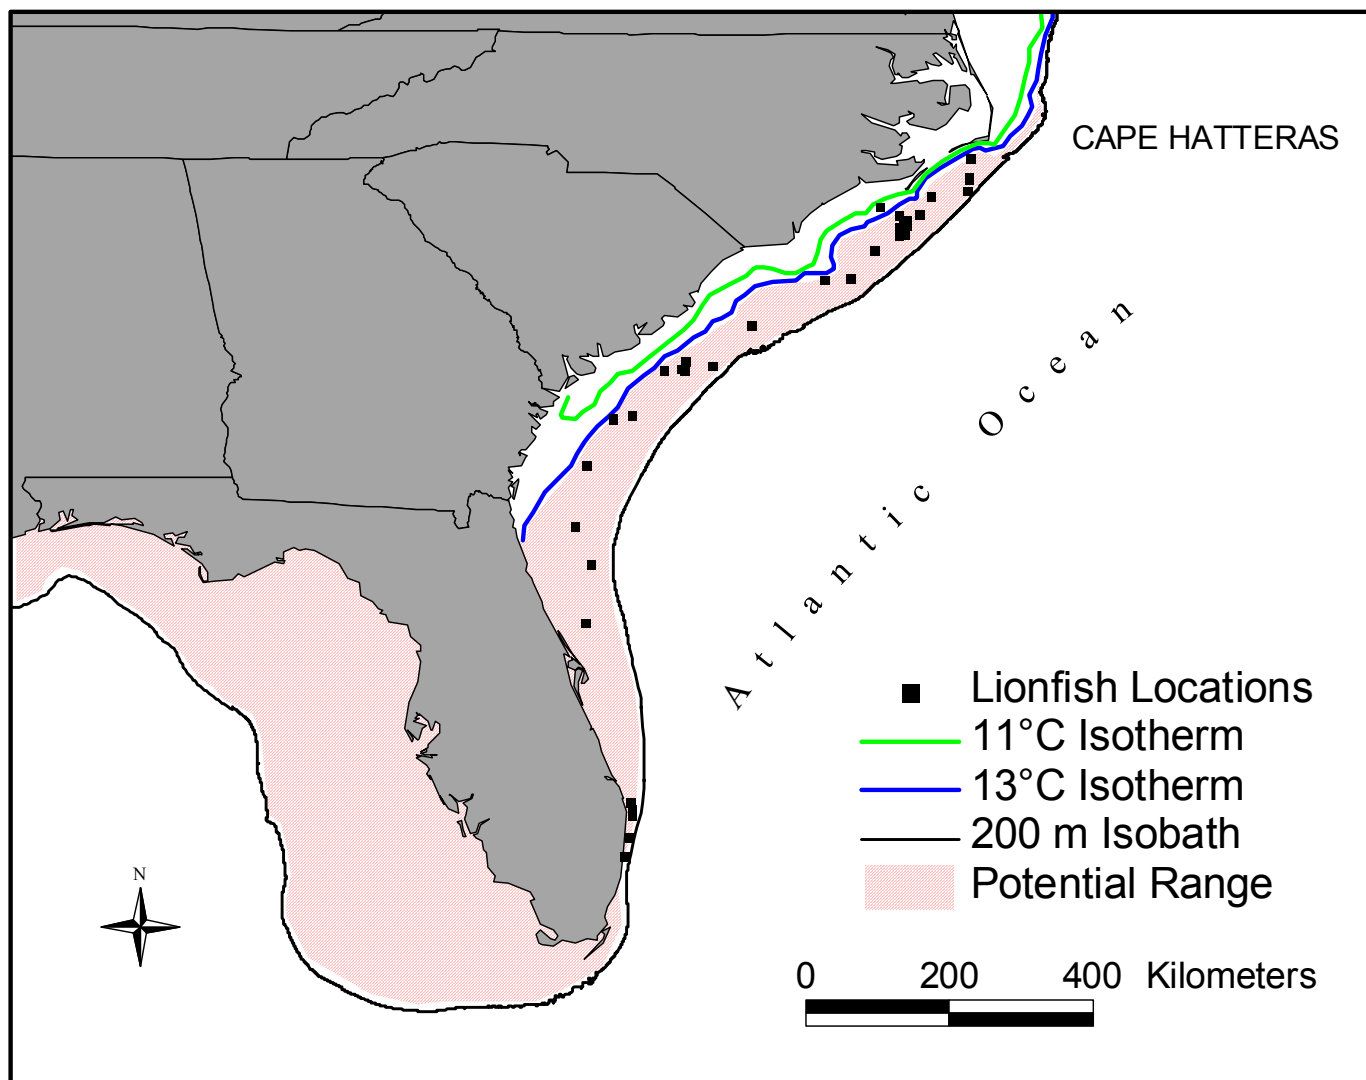 CAPE HATTERAS
Atlantic Ocean
Lionfish Locations
11°C Isotherm
13°C Isotherm
200 m Isobath
Potential Range
N
0 200 400 Kilometers